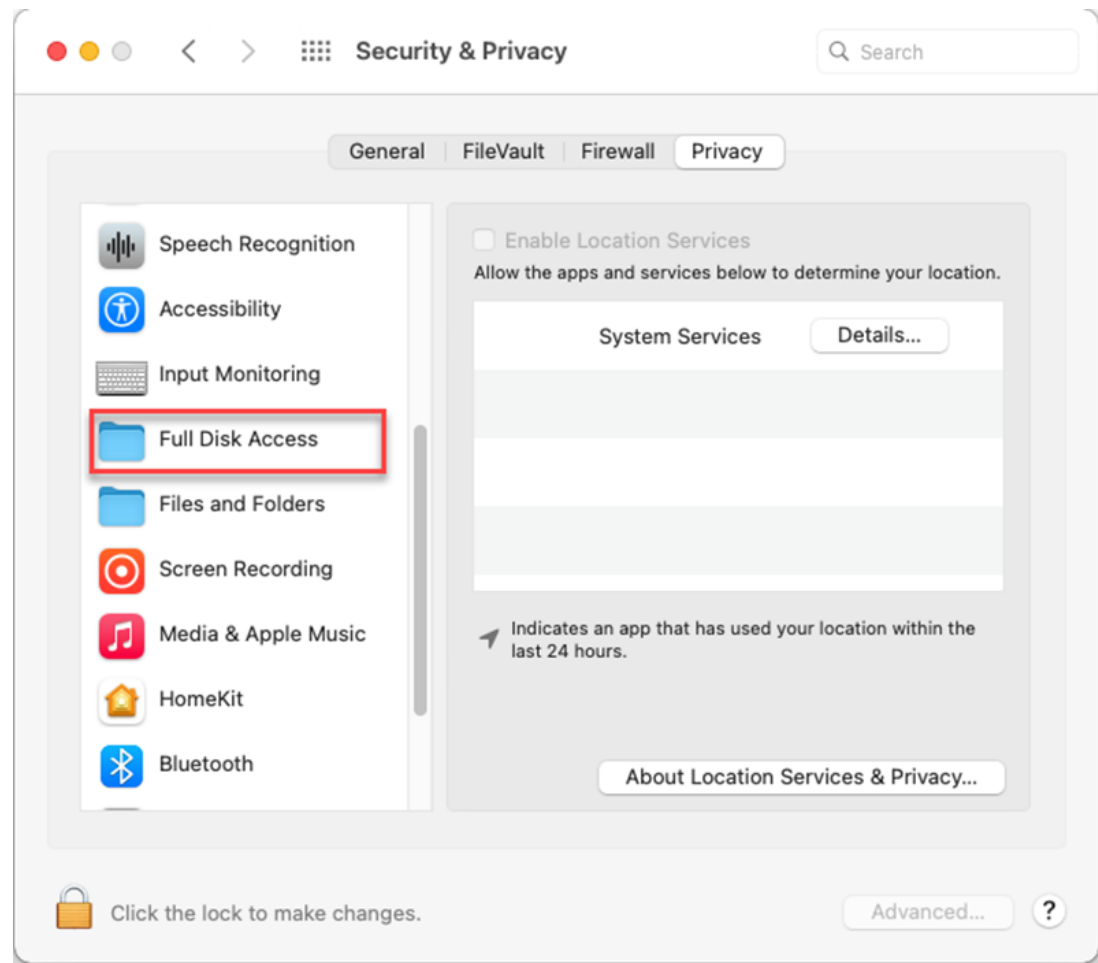 Security & Privacy
Search
General
FileVault
Firewall
Privacy
Speech Recognition
Accessibility
Input Monitoring
Full Disk Access
Files and Folders
Screen Recording
Media & Apple Music
HomeKit
Bluetooth
Enable Location Services
Allow the apps and services below to determine your location.
System Services
Details...
Indicates an app that has used your location within the
last 24 hours.
About Location Services & Privacy...
Click the lock to make changes.
Advanced...
?